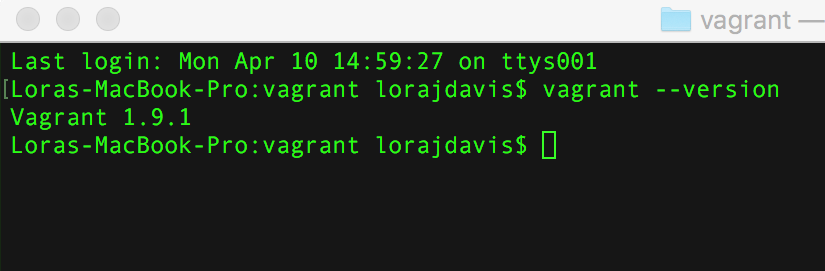 vagrant —
Last login: Mon Apr 10 14:59:27 on ttys001
[Loras-MacBook-Pro:vagrant lorajdavis$ vagrant --version
Vagrant 1.9.1
Loras-MacBook-Pro:vagrant lorajdavis$